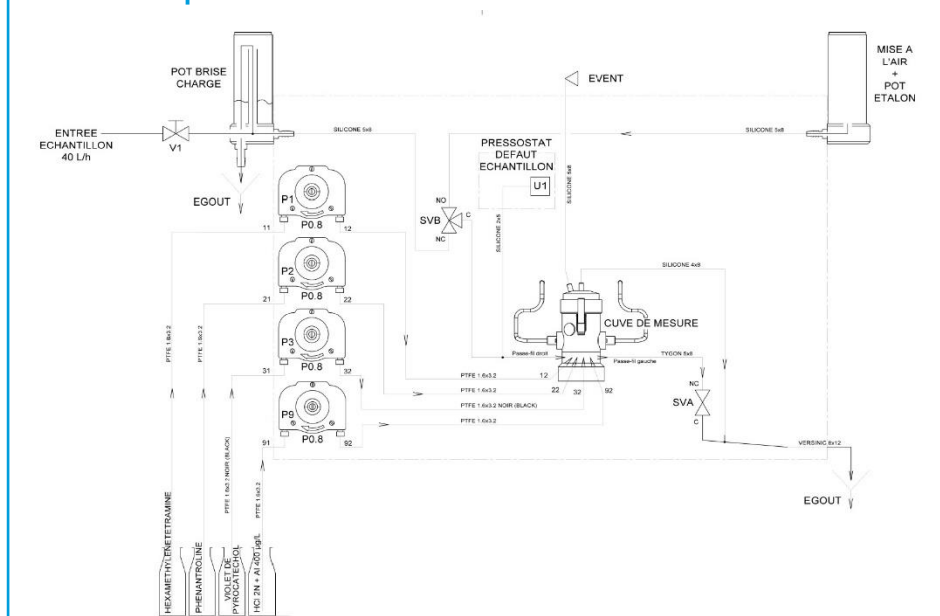 POT BRISE
CHARGE
ENTREE
ECHANTILLON
40 L/h
V1
EGOUT
SILICONE 5x8
EVENT
SILICONE 5x8
MISE A
L'AIR
+
POT
ETALON
SILICONE 5x8
PRESSOSTAT
DEFAUT
ECHANTILLON
U1
SILICONE 2x6
NO
SVB
C
NC
P1
P0.8
11
12
P2
P0.8
21
22
P3
P0.8
31
32
P9
P0.8
91
92
SILICONE 4x8
CUVE DE MESURE
Passe-fil droit
Passe-fil gauche
TYGON 5x8
PTFE 1.6x3.2
12
PTFE 1.6x3.2
22
PTFE 1.6x3.2 NOIR (BLACK)
32
PTFE 1.6x3.2
92
NC
SVA
C
VERSINIC 8x12
EGOUT
PTFE 1.6x3.2
PTFE 1.6x3.2
PTFE 1.6x3.2 NOIR (BLACK)
PTFE 1.6x3.2
HEXAMETHYLENETETRAMINE
PHENANTROLINE
VIOLET DE
PYROCATECHOL
HCl 2N + Al 400 µg/L